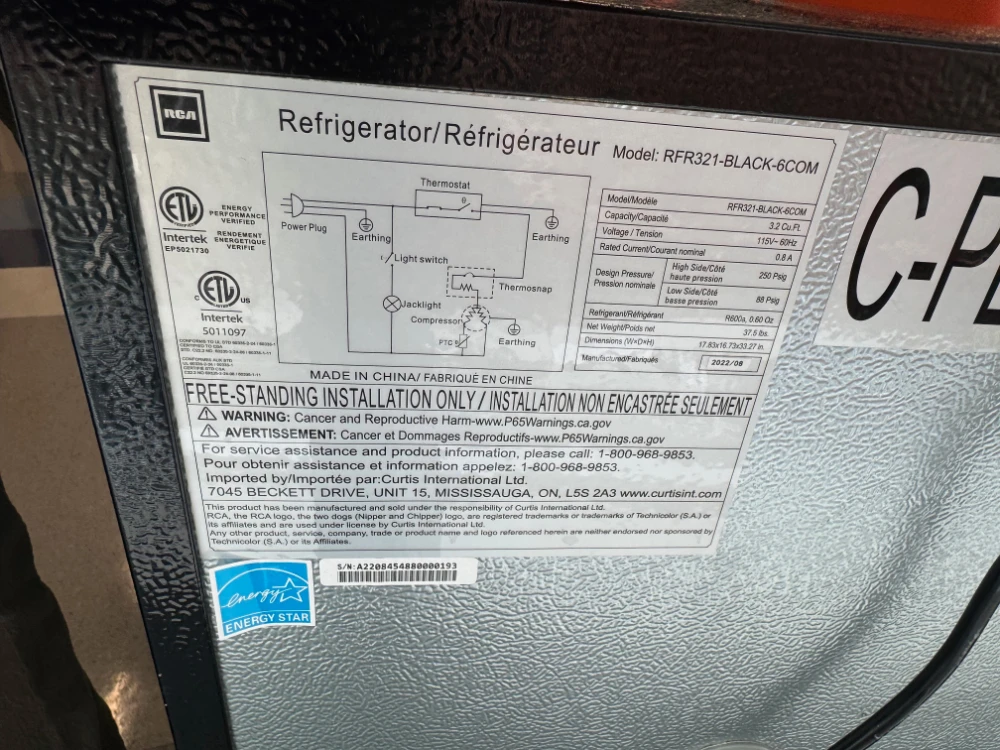 RCA
Refrigerator/Réfrigérateur Model: RFR321-BLACK-6COM
ETL
Intertek
EP5021730
ENERGY
PERFORMANCE
VERIFIED
RENDEMENT
ENERGETIQUE
VERIFIE
C ETL US
Intertek
5011097
Power Plug
Earthing
Thermostat
θ
Earthing
Light switch
Jacklight
Thermosnap
Compressor
PTC
Earthing
Model/Modèle RFR321-BLACK-6COM
Capacity/Capacité 3.2 Cu.Ft.
Voltage / Tension 115V~ 60Hz
Rated Current/Courant nominal 0.8 A
Design Pressure/
Pression nominale
High Side/Côté
haute pression
250 Psig
Low Side/Côté
basse pression
88 Psig
Refrigerant/Réfrigérant R600a, 0.60 Oz
Net Weight/Poids net 37.5 lbs.
Dimensions (W×D×H) 17.83x16.73x33.27 in.
Manufactured/Fabriqués 2022/08
MADE IN CHINA/ FABRIQUÉ EN CHINE
FREE-STANDING INSTALLATION ONLY / INSTALLATION NON ENCASTRÉE SEULEMENT
WARNING: Cancer and Reproductive Harm-www.P65Warnings.ca.gov
AVERTISSEMENT: Cancer et Dommages Reproductifs-www.P65Warnings.ca.gov
For service assistance and product information, please call: 1-800-968-9853.
Pour obtenir assistance et information appelez: 1-800-968-9853.
Imported by/Importée par:Curtis International Ltd.
7045 BECKETT DRIVE, UNIT 15, MISSISSAUGA, ON, L5S 2A3 www.curtisint.com
This product has been manufactured and sold under the responsibility of Curtis International Ltd.
RCA, the RCA logo, the two dogs (Nipper and Chipper) logo, are registered trademarks or trademarks of Technicolor (S.A.) or
its affiliates and are used under license by Curtis International Ltd.
Any other product, service, company, trade or product name and logo referenced herein are neither endorsed nor sponsored by
Technicolor (S.A.) or its Affiliates.
S/N:A2208454880000193
energy
ENERGY STAR